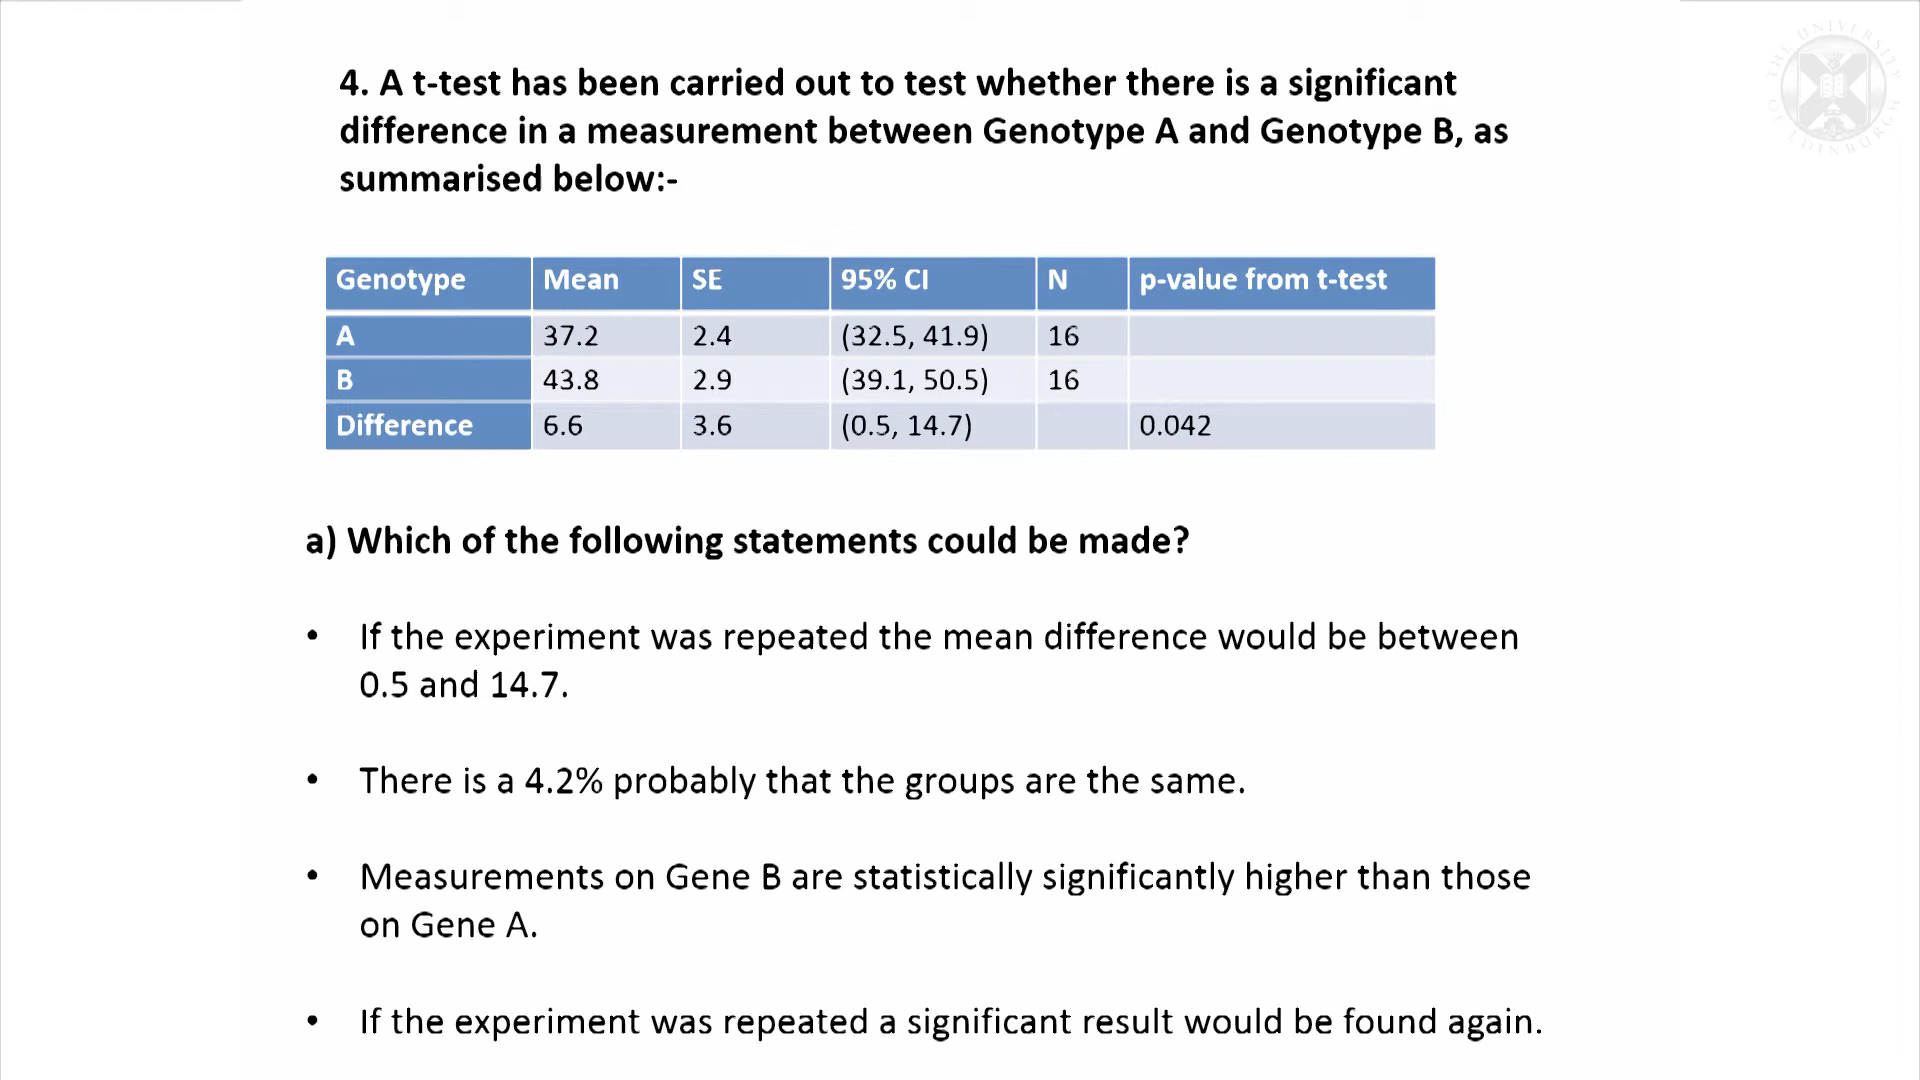 4. A t-test has been carried out to test whether there is a significant
difference in a measurement between Genotype A and Genotype B, as
summarised below:-
Genotype Mean SE 95% CI N p-value from t-test
A 37.2 2.4 (32.5, 41.9) 16
B 43.8 2.9 (39.1, 50.5) 16
Difference 6.6 3.6 (0.5, 14.7) 0.042
a) Which of the following statements could be made?
• If the experiment was repeated the mean difference would be between
0.5 and 14.7.
• There is a 4.2% probably that the groups are the same.
• Measurements on Gene B are statistically significantly higher than those
on Gene A.
• If the experiment was repeated a significant result would be found again.
THE UNIVERSITY OF EDINBURGH